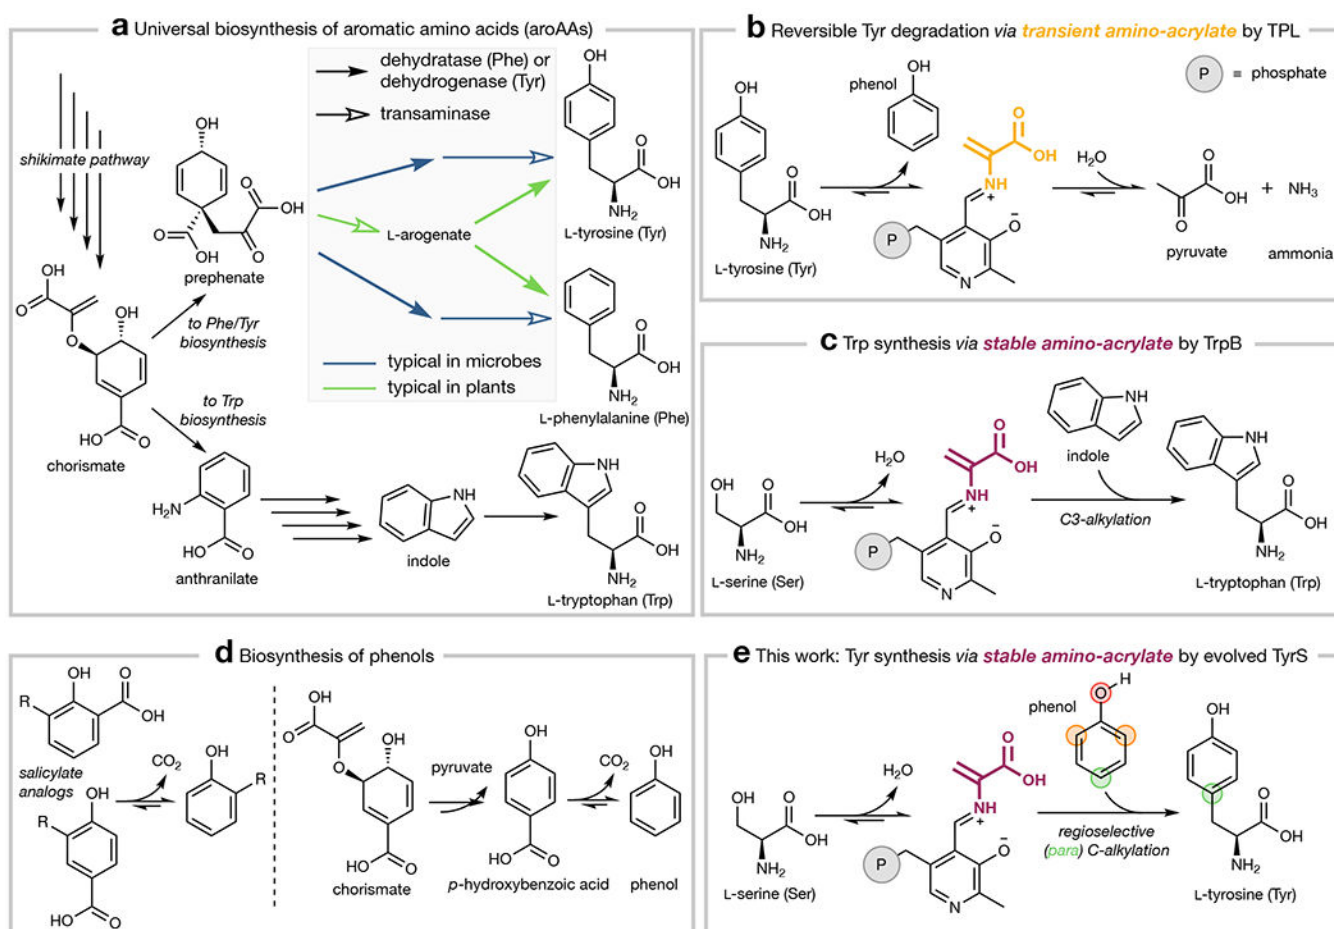 a Universal biosynthesis of aromatic amino acids (aroAAs)
shikimate pathway
OH
O
OH
O
OH
O
prephenate
dehydratase (Phe) or
dehydrogenase (Tyr)
transaminase
L-arogenate
typical in microbes
typical in plants
OH
O
OH
NH2
L-tyrosine (Tyr)
O
OH
NH2
L-phenylalanine (Phe)
OH
O
OH
O
HO
O
chorismate
to Phe/Tyr
biosynthesis
to Trp
biosynthesis
H2N
HO
O
anthranilate
NH
indole
NH
O
OH
NH2
L-tryptophan (Trp)
b Reversible Tyr degradation via transient amino-acrylate by TPL
P = phosphate
OH
O
OH
NH2
L-tyrosine (Tyr)
phenol
OH
O
OH
NH
+
P
O
−
N
H2O
O
OH
O
pyruvate
+ NH3
ammonia
c Trp synthesis via stable amino-acrylate by TrpB
OH
O
OH
NH2
L-serine (Ser)
H2O
O
OH
NH
+
P
O
−
N
NH
indole
C3-alkylation
NH
O
OH
NH2
L-tryptophan (Trp)
d Biosynthesis of phenols
OH
O
R
OH
salicylate
analogs
OH
R
HO
O
CO2
OH
R
OH
O
OH
O
HO
O
chorismate
pyruvate
OH
HO
O
p-hydroxybenzoic acid
CO2
OH
phenol
e This work: Tyr synthesis via stable amino-acrylate by evolved TyrS
HO
O
OH
NH2
L-serine (Ser)
H2O
O
OH
NH
+
P
O
−
N
phenol
O
H
regioselective
(para) C-alkylation
OH
O
OH
NH2
L-tyrosine (Tyr)